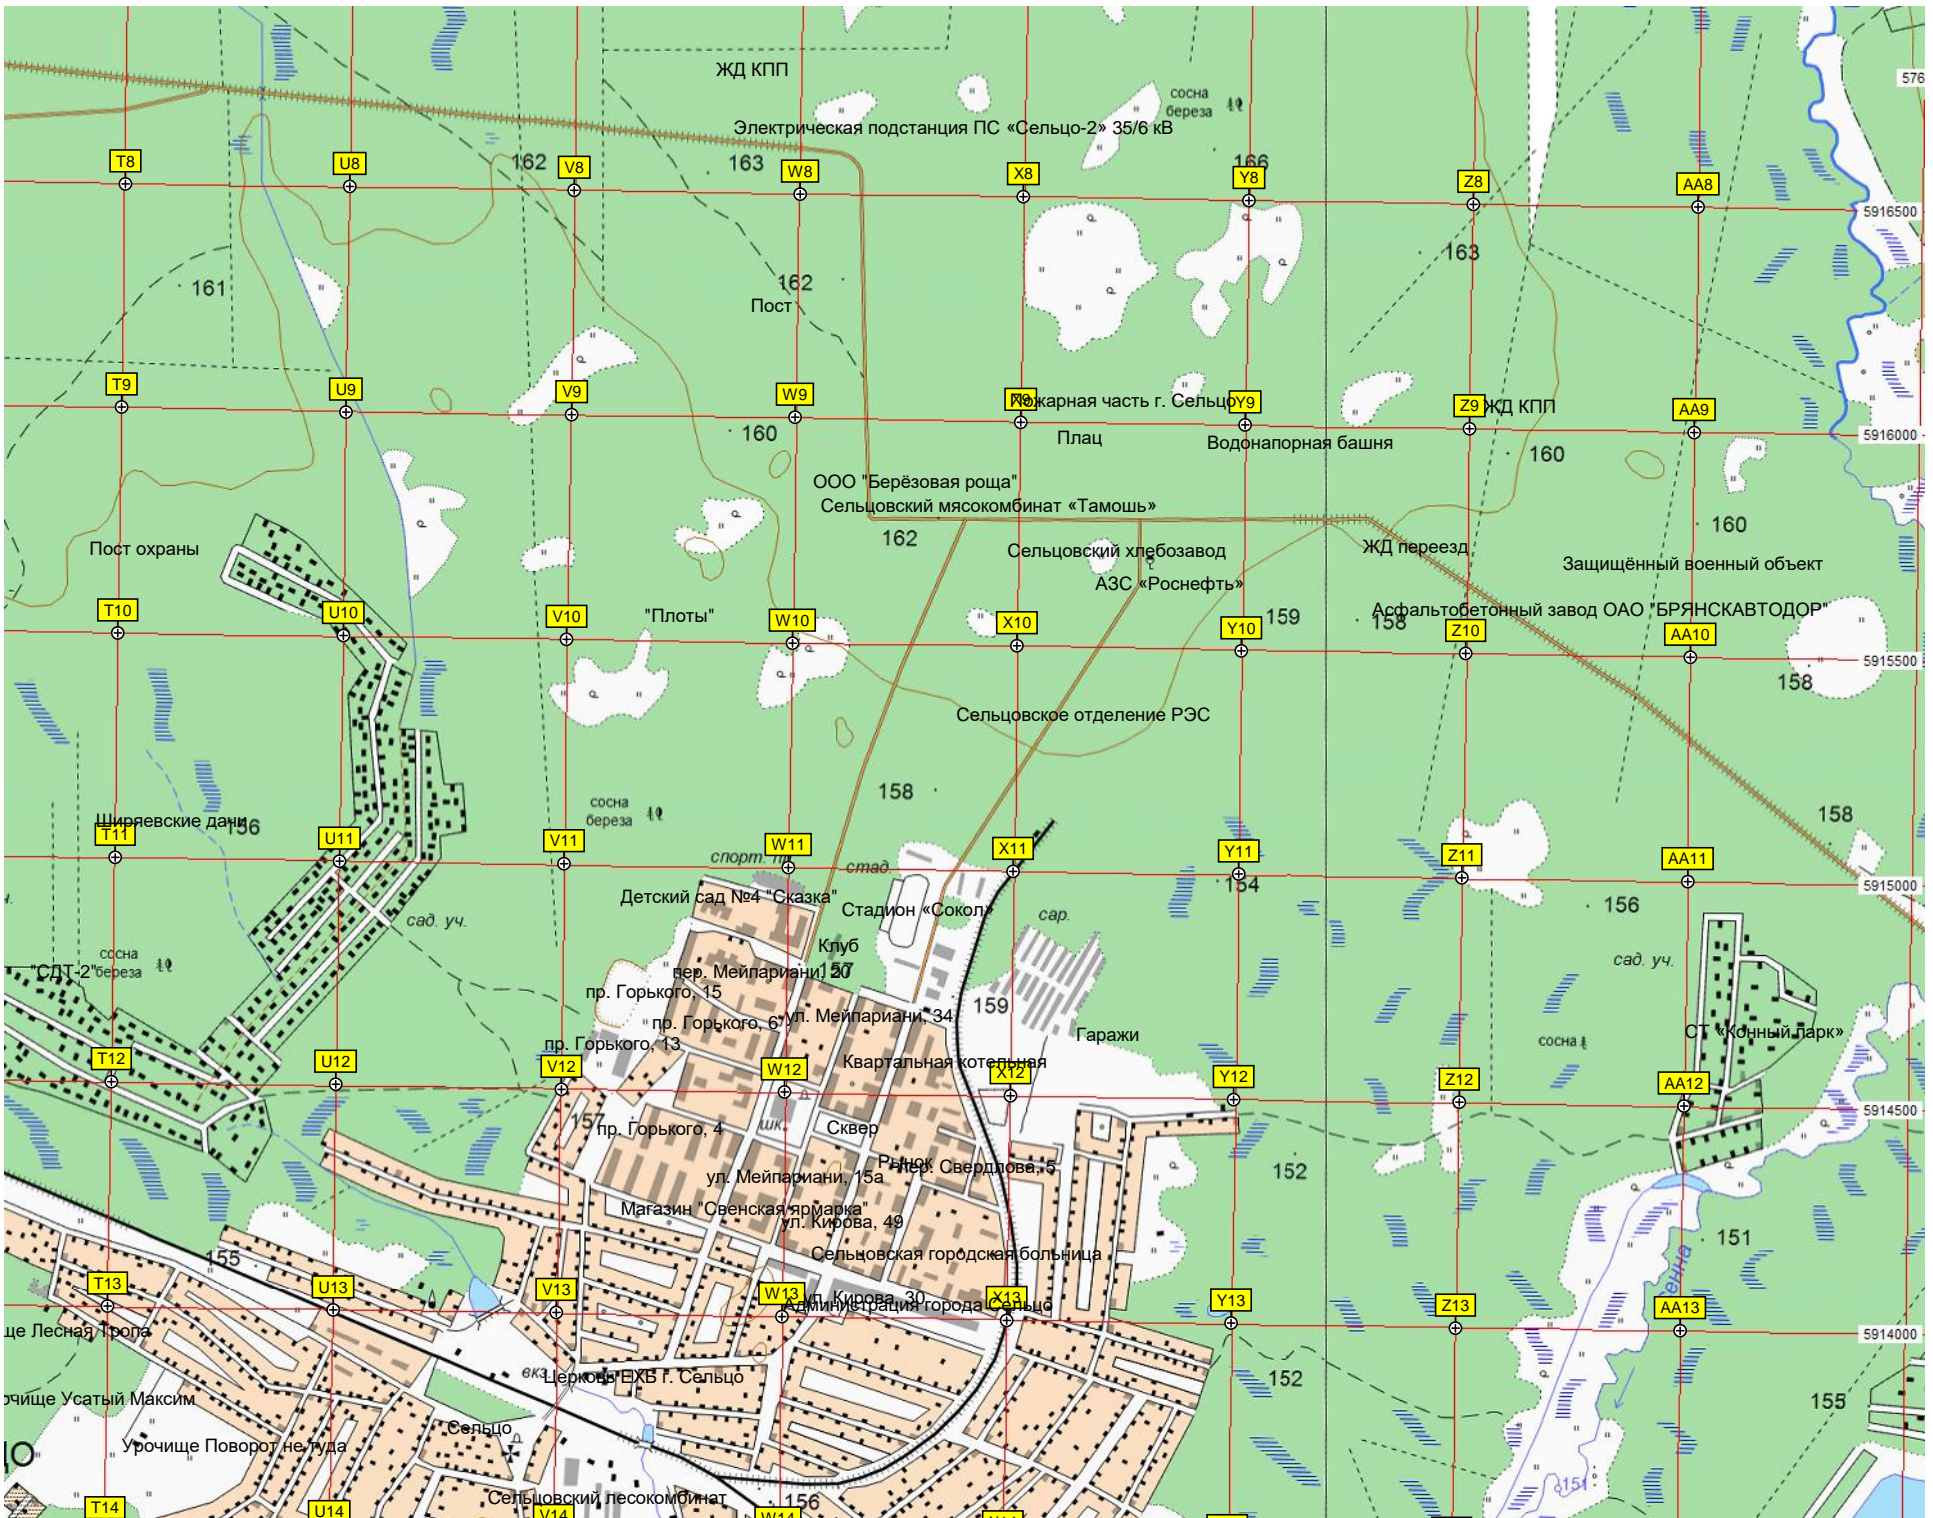 576
ЖД КПП
сосна
береза
Электрическая подстанция ПС «Сельцо-2» 35/6 кВ
T8
U8
162
V8
163
W8
X8
166
Y8
Z8
AA8
5916500
161
162
163
Пост
T9
U9
V9
W9
X9
Пожарная часть г. Сельцо
Y9
Z9
ЖД КПП
AA9
160
Плац
Водонапорная башня
5916000
160
ООО "Берёзовая роща"
Сельцовский мясокомбинат «Тамошь»
160
162
Пост охраны
Сельцовский хлебозавод
ЖД переезд
Защищённый военный объект
АЗС «Роснефть»
T10
U10
V10
"Плоты"
W10
X10
Y10
159
158
Асфальтобетонный завод ОАО "БРЯНСКАВТОДОР"
Z10
AA10
5915500
158
Сельцовское отделение РЭС
158
сосна
береза
158
Ширяевские дачи
156
T11
U11
V11
спорт.
W11
стад.
X11
Y11
154
Z11
AA11
5915000
Детский сад №4 "Сказка"
Стадион «Сокол»
сар.
156
сад. уч.
Клуб
сосна
береза
"СДТ-2"
сад. уч.
пер. Мейпариани, 20
157
пр. Горького, 15
159
пр. Горького, 6
ул. Мейпариани, 34
Гаражи
СТ «Конный парк»
пр. Горького, 13
сосна
T12
U12
V12
W12
Квартальная котельная
X12
Y12
Z12
AA12
5914500
157
пр. Горького, 4
шк.
Сквер
Рынок
пер. Свердлова, 5
152
ул. Мейпариани, 15а
Магазин "Свенская ярмарка"
ул. Кирова, 49
151
155
Сельцовская городская больница
Сенна
T13
U13
V13
W13
ул. Кирова, 30
X13
Y13
Z13
AA13
Администрация города Сельцо
5914000
ще Лесная Тропа
вкз.
Церковь ЕХБ г. Сельцо
152
155
очище Усатый Максим
Сельцо
Урочище Поворот не туда
ЦО
151
Сельцовский лесокомбинат
156
T14
U14
V14
W14